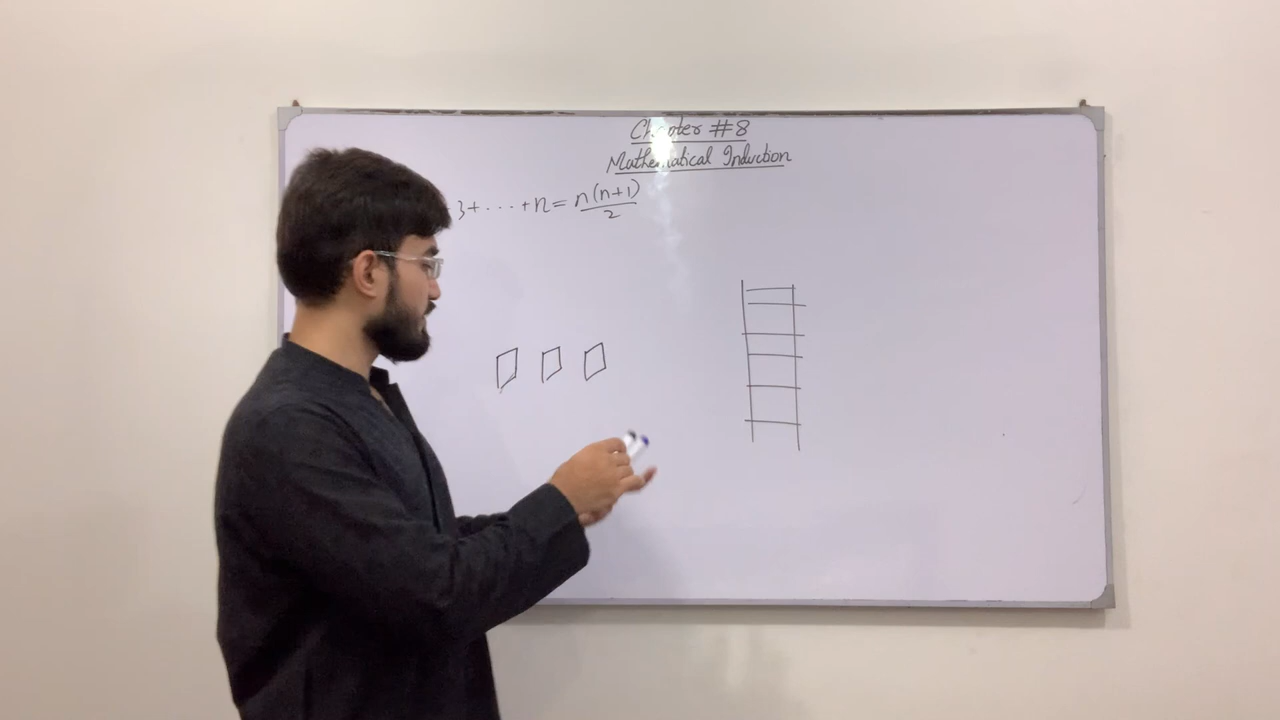 Chapter #8
Mathematical Induction
3+...+n= n(n+1)/2